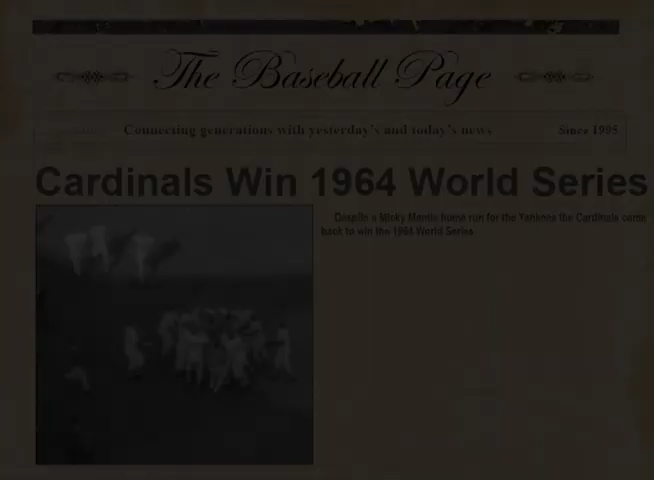 The Baseball Page
Connecting generations with yesterday's and today's news Since 1995
Cardinals Win 1964 World Series
Despite a Micky Mantle home run for the Yankees the Cardinals came
back to win the 1964 World Series